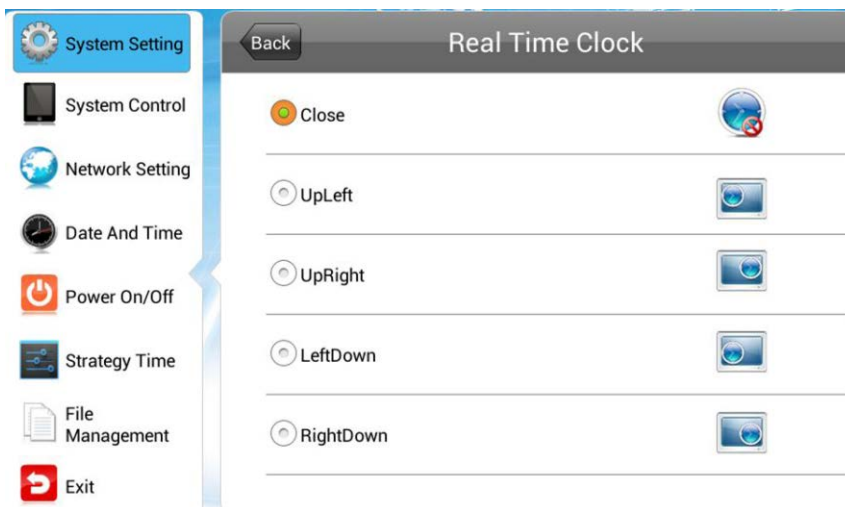 System Setting
System Control
Network Setting
Date And Time
Power On/Off
Strategy Time
File
Management
Exit
Back
Real Time Clock
Close
UpLeft
UpRight
LeftDown
RightDown